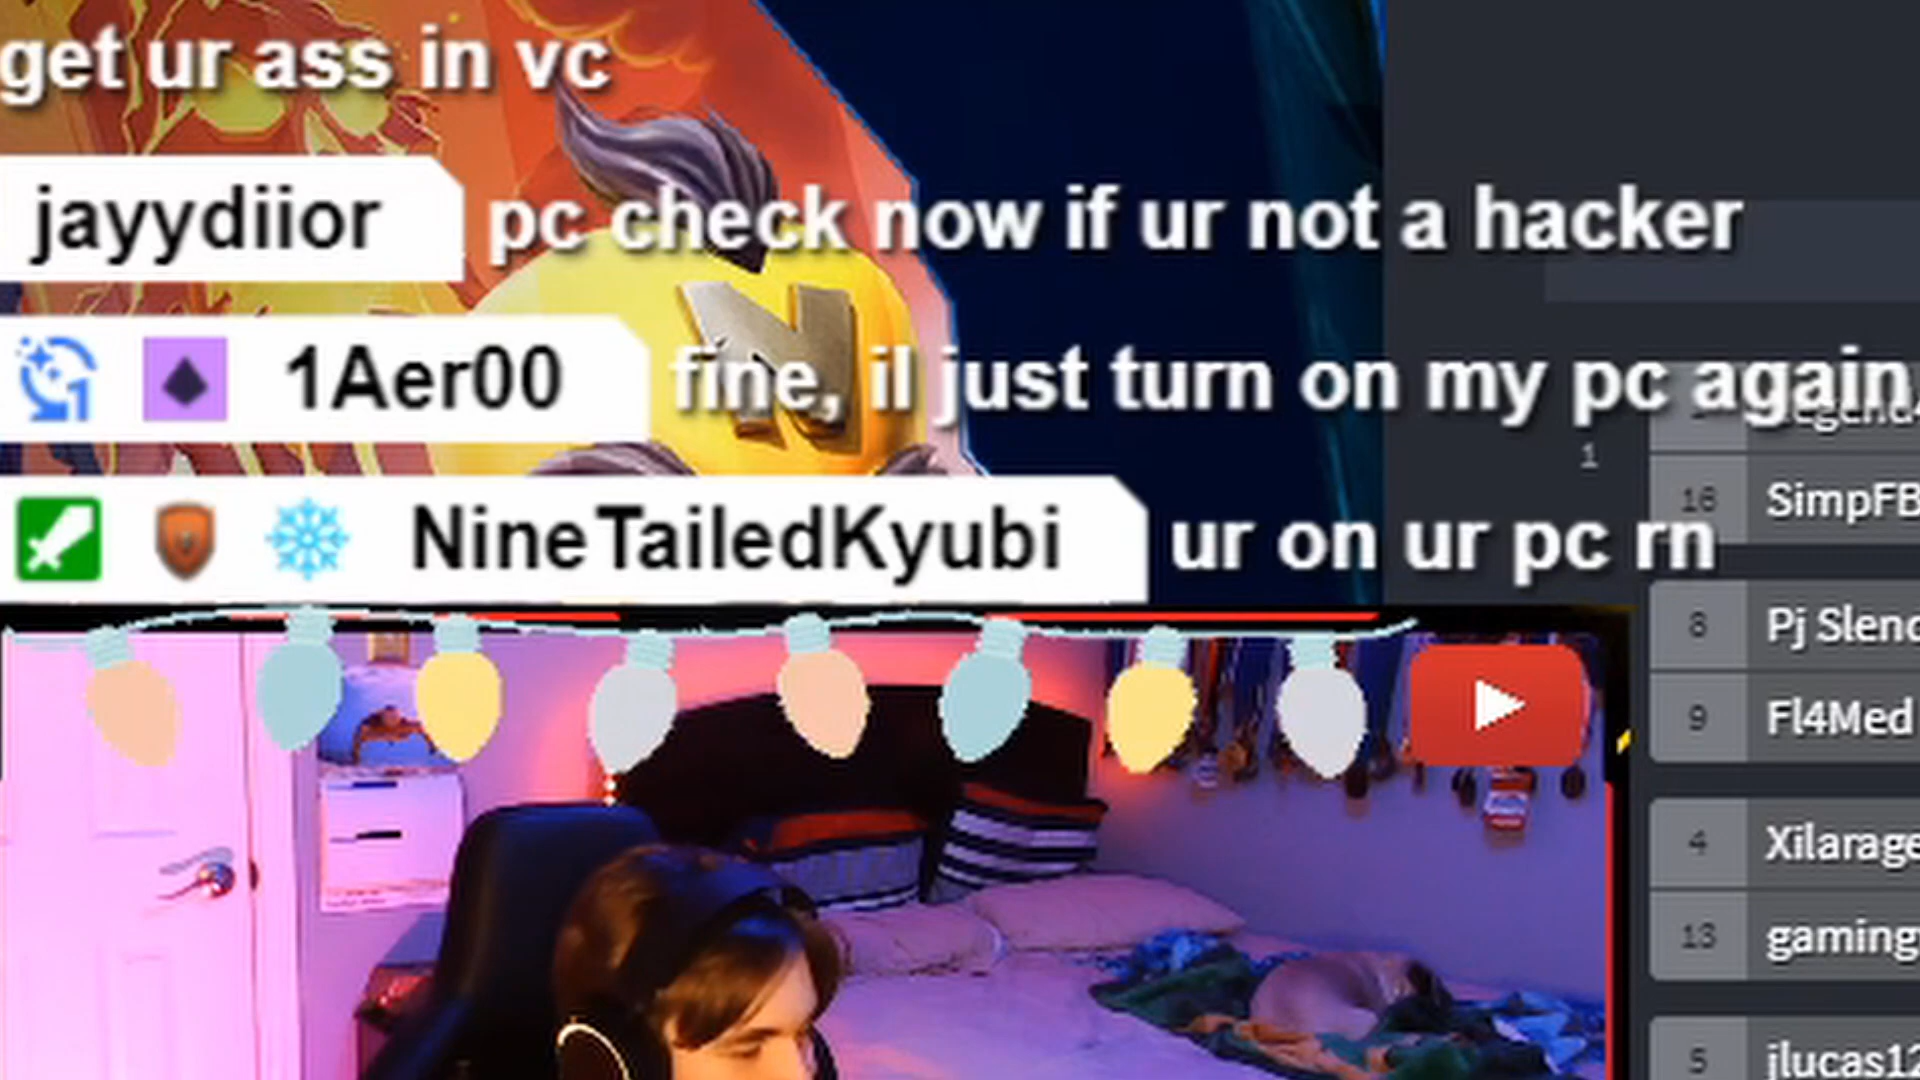 get ur ass in vc
jayydiior pc check now if ur not a hacker
1Aer00 fine, il just turn on my pc again,
NineTailedKyubi ur on ur pc rn
N
1
16 SimpFB
8 Pj Slend
9 Fl4Med
4 Xilarage
13 gaming
5 jlucas12